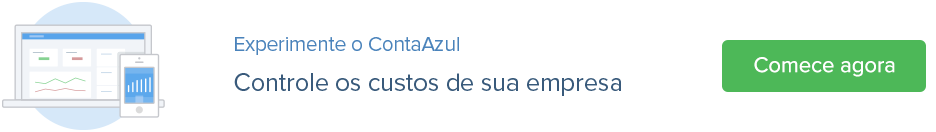 Experimente o ContaAzul
Controle os custos de sua empresa
Comece agora